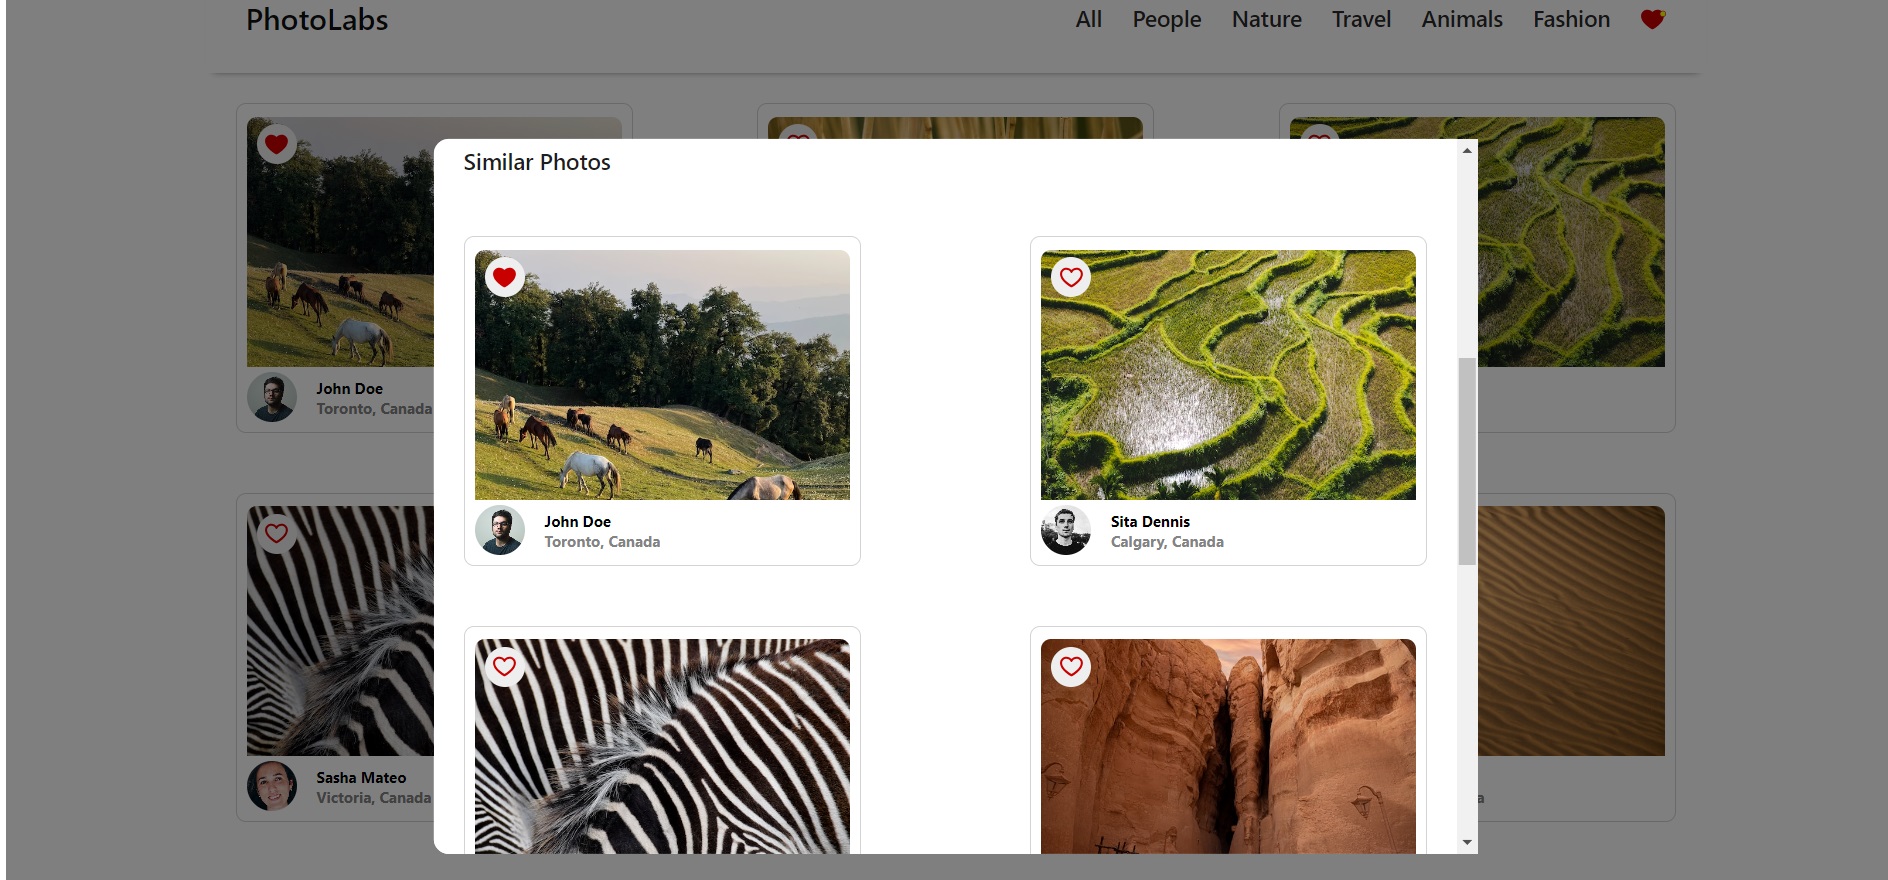 PhotoLabs
All People Nature Travel Animals Fashion
Similar Photos
John Doe
Toronto, Canada
John Doe
Toronto, Canada
Sita Dennis
Calgary, Canada
Sasha Mateo
Victoria, Canada
a